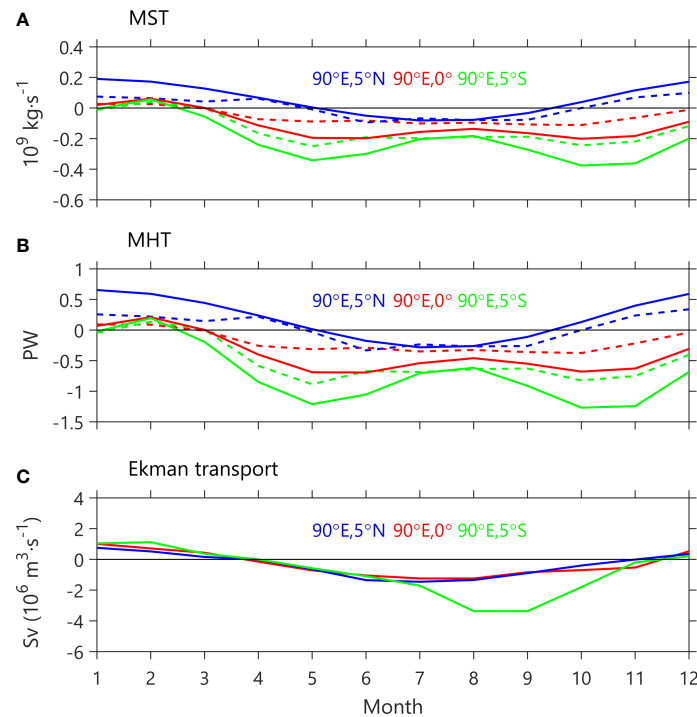 A
MST
0.4
0.2
0
-0.2
-0.4
-0.6
10⁹ kg·s⁻¹
90°E,5°N 90°E,0° 90°E,5°S
B
MHT
1
0.5
0
-0.5
-1
-1.5
PW
90°E,5°N 90°E,0° 90°E,5°S
C
Ekman transport
4
2
0
-2
-4
-6
Sv (10⁶ m³·s⁻¹)
90°E,5°N 90°E,0° 90°E,5°S
1 2 3 4 5 6 7 8 9 10 11 12
Month